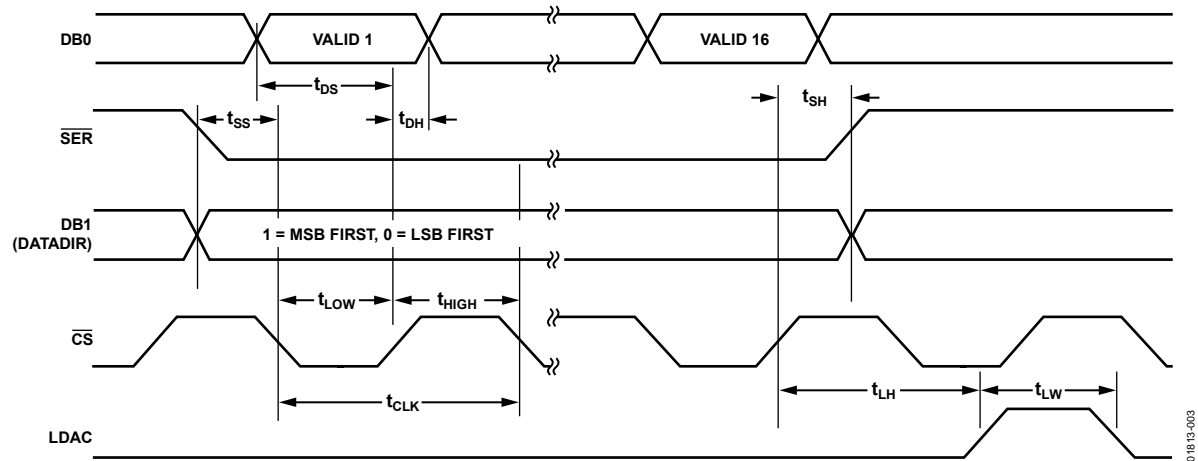 DB0
VALID 1
VALID 16
tDS
tSH
tSS
tDH
SER
DB1
(DATADIR)
1 = MSB FIRST, 0 = LSB FIRST
tLOW
tHIGH
CS
tCLK
tLH
tLW
LDAC
01813-003